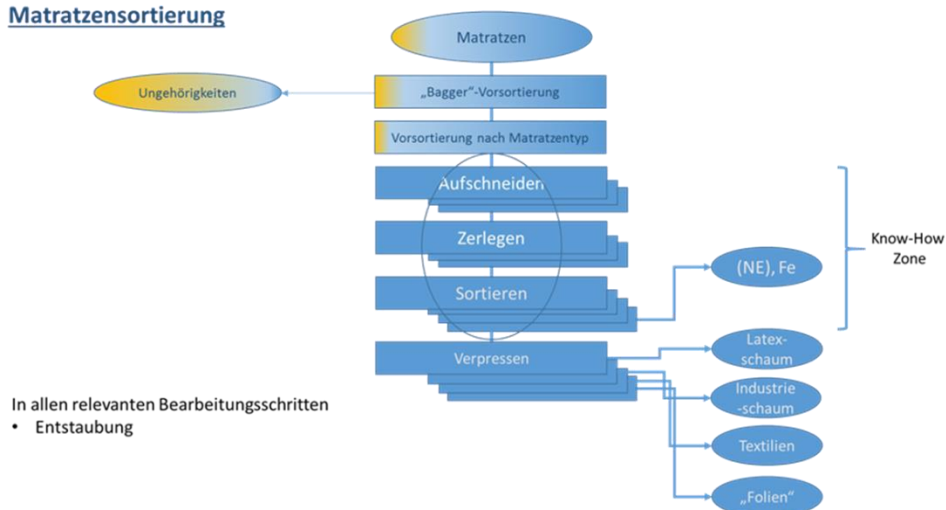 Matratzensortierung
Matratzen
Ungehörigkeiten
„Bagger"-Vorsortierung
Vorsortierung nach Matratzentyp
Aufschneiden
Zerlegen
Know-How
Zone
(NE), Fe
Sortieren
Latex-
schaum
Verpressen
Industrie
-schaum
In allen relevanten Bearbeitungsschritten
• Entstaubung
Textilien
„Folien"